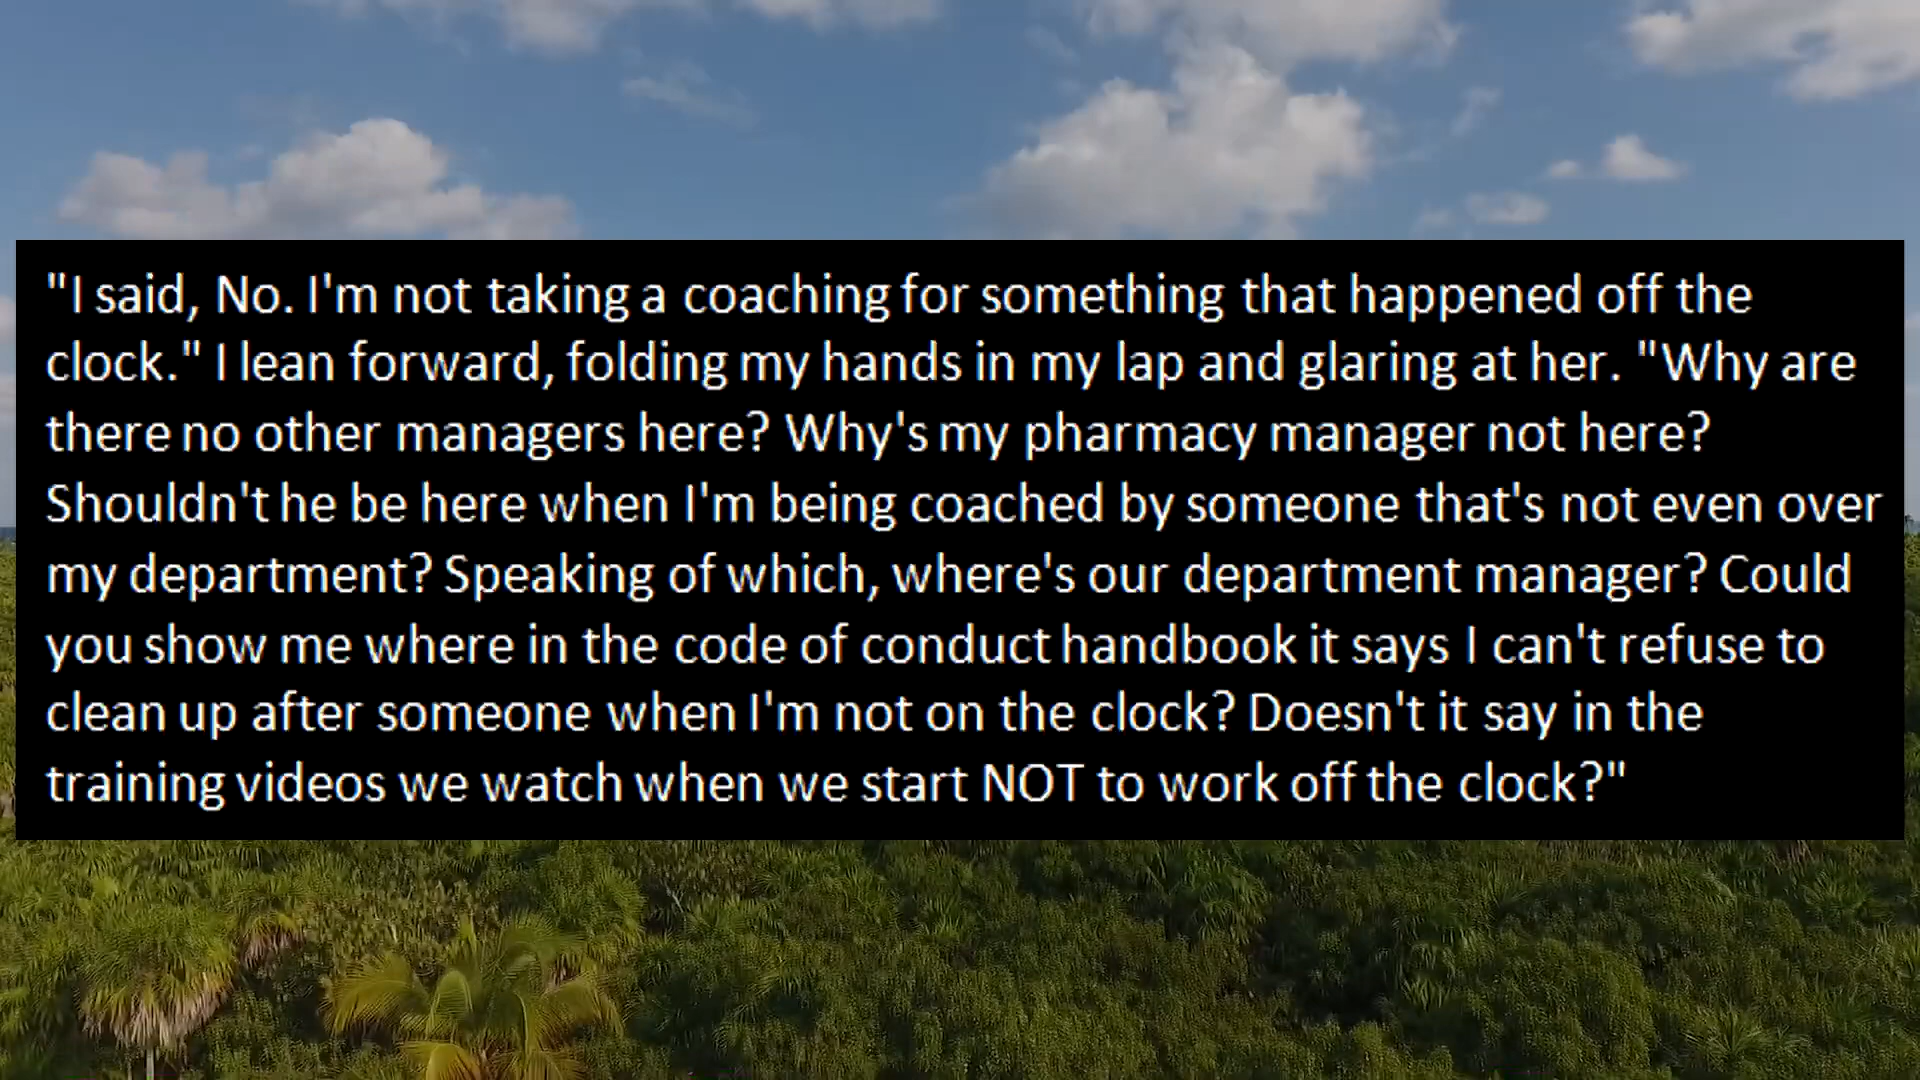 "I said, No. I'm not taking a coaching for something that happened off the
clock." I lean forward, folding my hands in my lap and glaring at her. "Why are
there no other managers here? Why's my pharmacy manager not here?
Shouldn't he be here when I'm being coached by someone that's not even over
my department? Speaking of which, where's our department manager? Could
you show me where in the code of conduct handbook it says I can't refuse to
clean up after someone when I'm not on the clock? Doesn't it say in the
training videos we watch when we start NOT to work off the clock?"